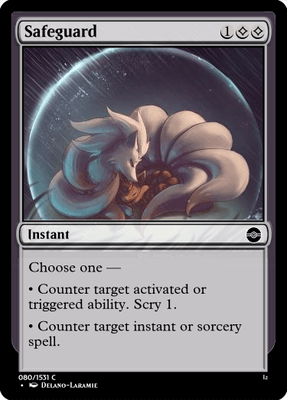 Safeguard 1
Instant
Choose one —
• Counter target activated or
triggered ability. Scry 1.
• Counter target instant or sorcery
spell.
080/1531 C
• Delano-Laramie